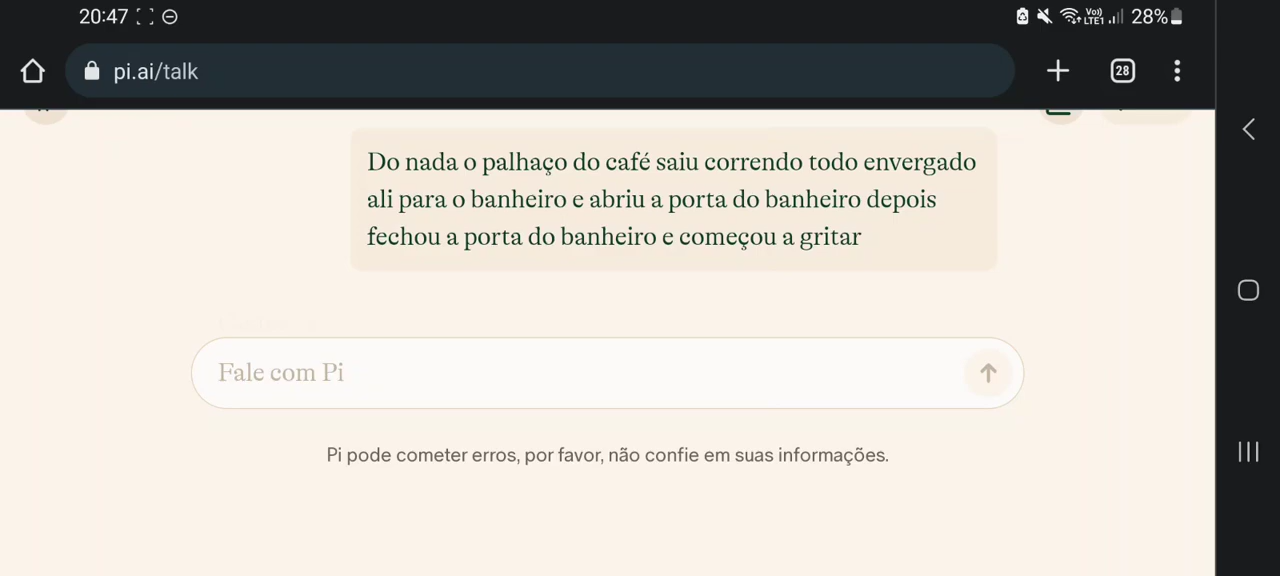 20:47
Vo))
LTE1
28%
pi.ai/talk
28
Do nada o palhaço do café saiu correndo todo envergado
ali para o banheiro e abriu a porta do banheiro depois
fechou a porta do banheiro e começou a gritar
Fale com Pi
Pi pode cometer erros, por favor, não confie em suas informações.